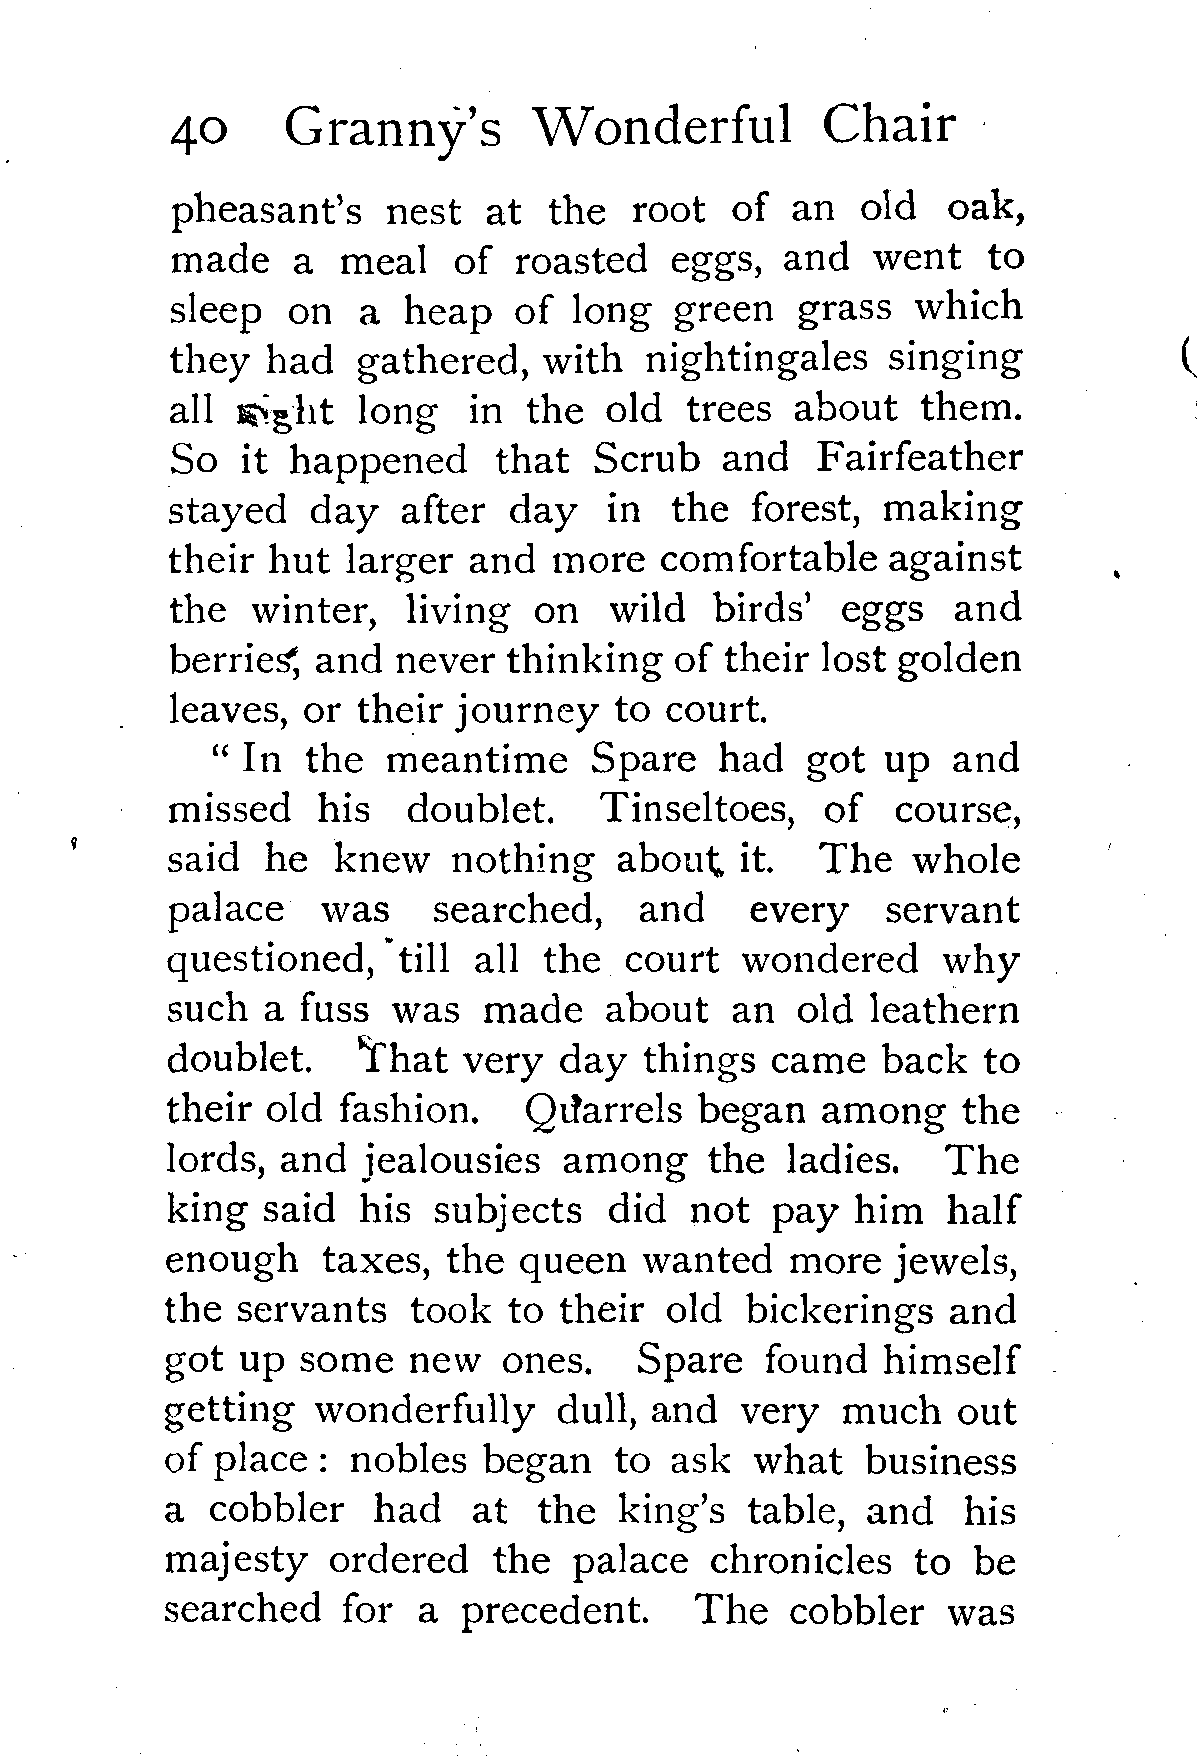 40 Granny's Wonderful Chair
pheasant's nest at the root of an old oak,
made a meal of roasted eggs, and went to
sleep on a heap of long green grass which
they had gathered, with nightingales singing
all night long in the old trees about them.
So it happened that Scrub and Fairfeather
stayed day after day in the forest, making
their hut larger and more comfortable against
the winter, living on wild birds' eggs and
berries, and never thinking of their lost golden
leaves, or their journey to court.
" In the meantime Spare had got up and
missed his doublet. Tinseltoes, of course,
said he knew nothing about it. The whole
palace was searched, and every servant
questioned, till all the court wondered why
such a fuss was made about an old leathern
doublet. That very day things came back to
their old fashion. Quarrels began among the
lords, and jealousies among the ladies. The
king said his subjects did not pay him half
enough taxes, the queen wanted more jewels,
the servants took to their old bickerings and
got up some new ones. Spare found himself
getting wonderfully dull, and very much out
of place : nobles began to ask what business
a cobbler had at the king's table, and his
majesty ordered the palace chronicles to be
searched for a precedent. The cobbler was